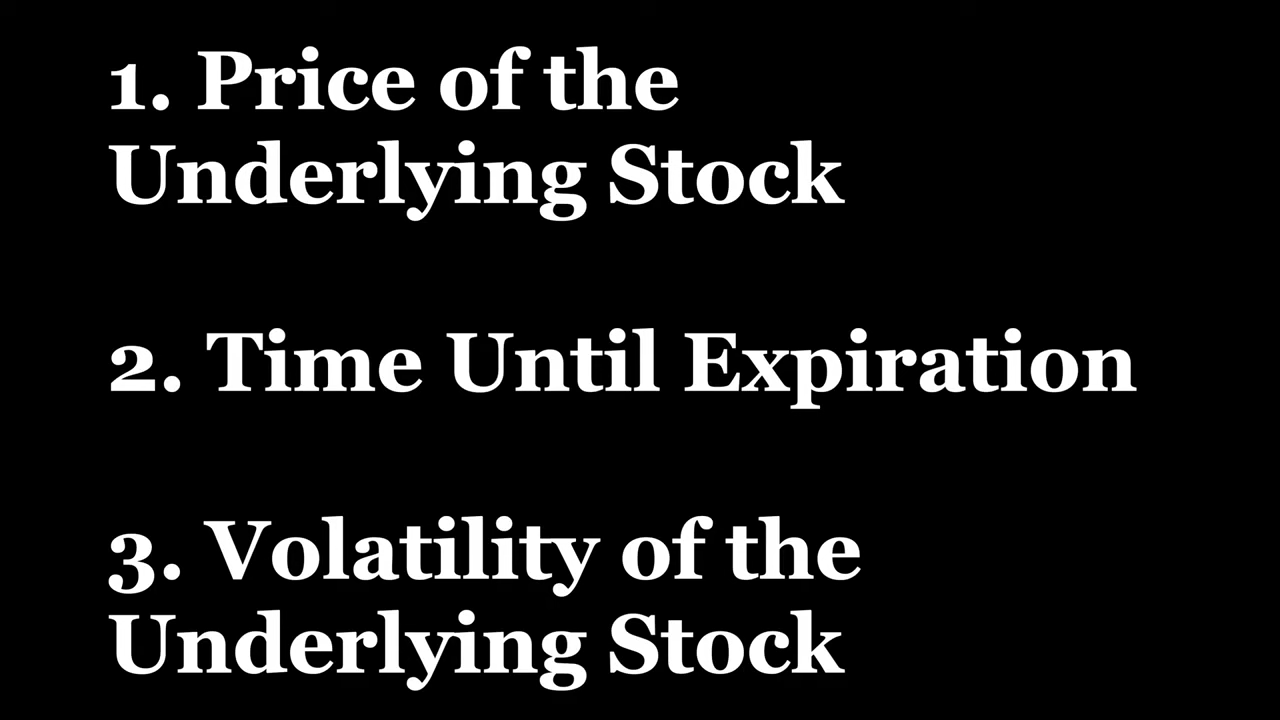 1. Price of the
Underlying Stock
2. Time Until Expiration
3. Volatility of the
Underlying Stock